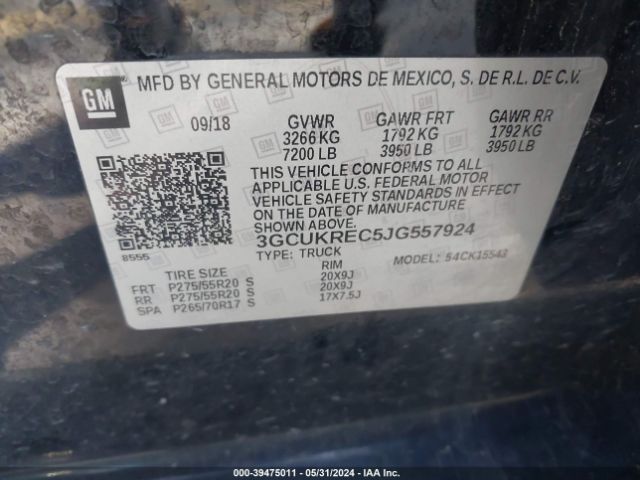 GM
MFD BY GENERAL MOTORS DE MEXICO, S. DE R.L. DE C.V.
09/18 GVWR GAWR FRT GAWR RR
3266 KG 1792 KG 1792 KG
7200 LB 3950 LB 3950 LB
THIS VEHICLE CONFORMS TO ALL
APPLICABLE U.S. FEDERAL MOTOR
VEHICLE SAFETY STANDARDS IN EFFECT
ON THE DATE OF MANUFACTURE
SHOWN ABOVE.
3GCUKREC5JG557924
8555 TYPE: TRUCK MODEL: 54CK15543
TIRE SIZE RIM
FRT P275/55R20 S 20X9J
RR P275/55R20 S 20X9J
SPA P265/70R17 S 17X7.5J
000-39475011 - 05/31/2024 - IAA Inc.